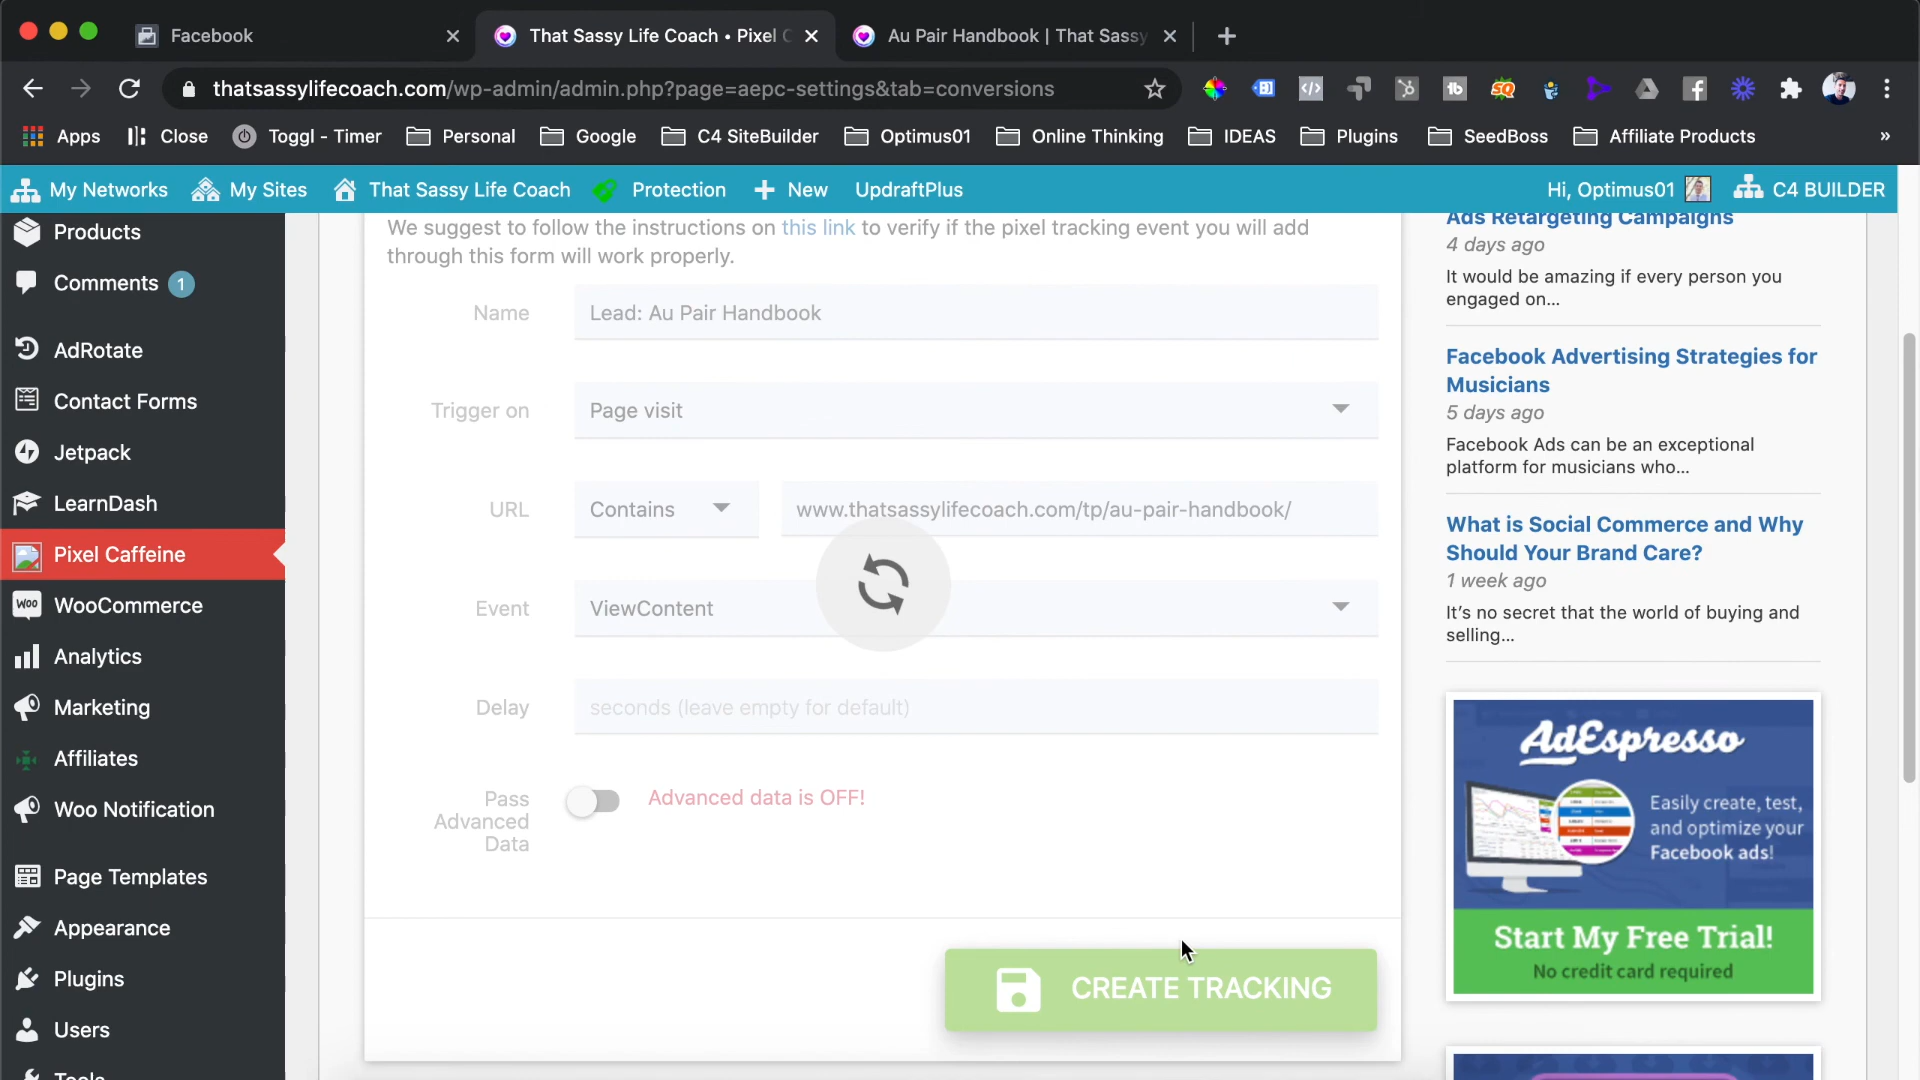 Facebook
That Sassy Life Coach • Pixel C
Au Pair Handbook | That Sassy
thatsassylifecoach.com/wp-admin/admin.php?page=aepc-settings&tab=conversions
Apps
Close
Toggl - Timer
Personal
Google
C4 SiteBuilder
Optimus01
Online Thinking
IDEAS
Plugins
SeedBoss
Affiliate Products
»
My Networks
My Sites
That Sassy Life Coach
Protection
New
UpdraftPlus
Hi, Optimus01
C4 BUILDER
Products
Comments 1
AdRotate
Contact Forms
Jetpack
LearnDash
Pixel Caffeine
WooCommerce
Analytics
Marketing
Affiliates
Woo Notification
Page Templates
Appearance
Plugins
Users
Tools
We suggest to follow the instructions on this link to verify if the pixel tracking event you will add
through this form will work properly.
Name
Lead: Au Pair Handbook
Trigger on
Page visit
URL
Contains
www.thatsassylifecoach.com/tp/au-pair-handbook/
Event
ViewContent
Delay
seconds (leave empty for default)
Pass
Advanced
Data
Advanced data is OFF!
CREATE TRACKING
Ads Retargeting Campaigns
4 days ago
It would be amazing if every person you
engaged on...
Facebook Advertising Strategies for
Musicians
5 days ago
Facebook Ads can be an exceptional
platform for musicians who...
What is Social Commerce and Why
Should Your Brand Care?
1 week ago
It's no secret that the world of buying and
selling...
AdEspresso
Easily create, test,
and optimize your
Facebook ads!
Start My Free Trial!
No credit card required